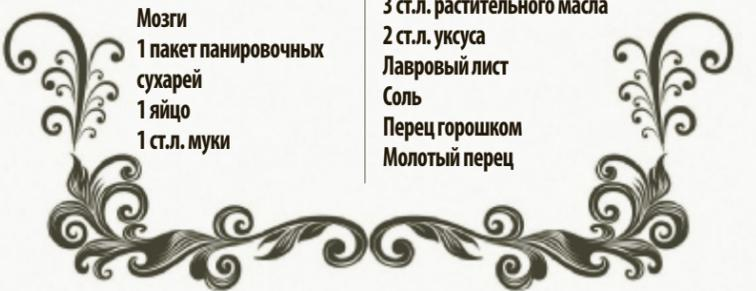 Мозги
1 пакет панировочных
сухарей
1 яйцо
1 ст.л. муки
3 ст.л. растительного масла
2 ст.л. уксуса
Лавровый лист
Соль
Перец горошком
Молотый перец